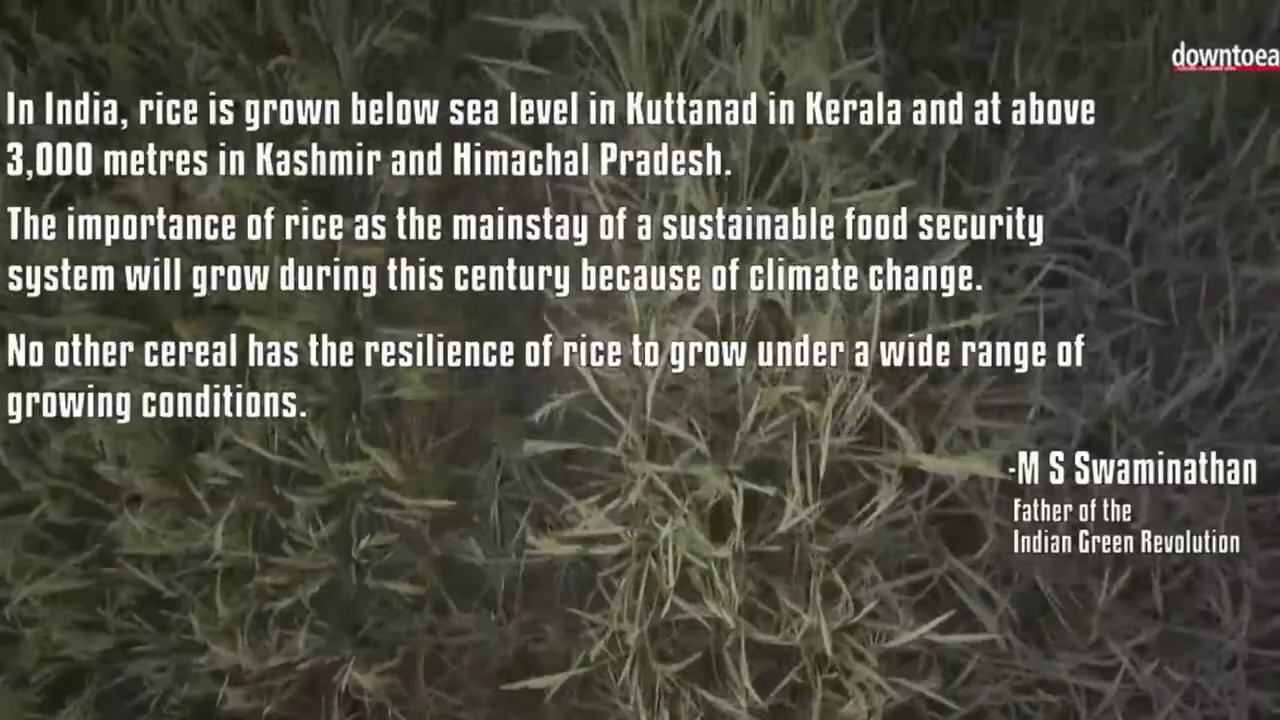 downtoea
In India, rice is grown below sea level in Kuttanad in Kerala and at above
3,000 metres in Kashmir and Himachal Pradesh.
The importance of rice as the mainstay of a sustainable food security
system will grow during this century because of climate change.
No other cereal has the resilience of rice to grow under a wide range of
growing conditions.
-M S Swaminathan
Father of the
Indian Green Revolution